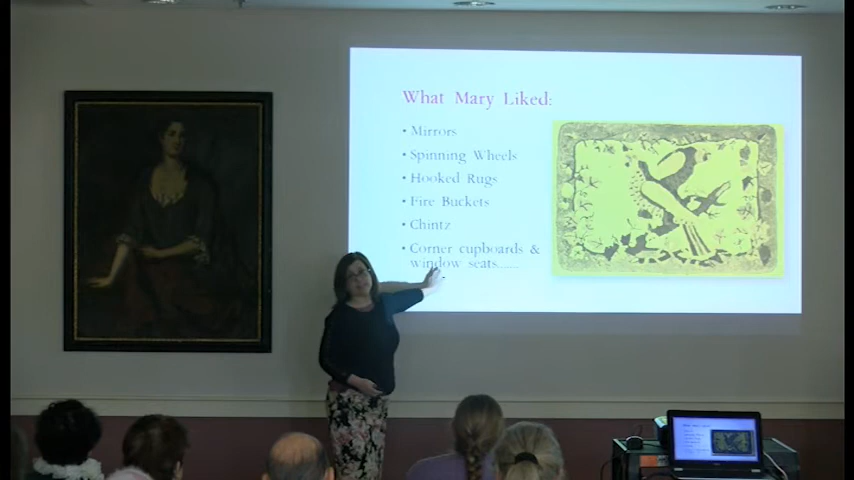 What Mary Liked:
• Mirrors
• Spinning Wheels
• Hooked Rugs
• Fire Buckets
• Chintz
• Corner cupboards &
window seats......